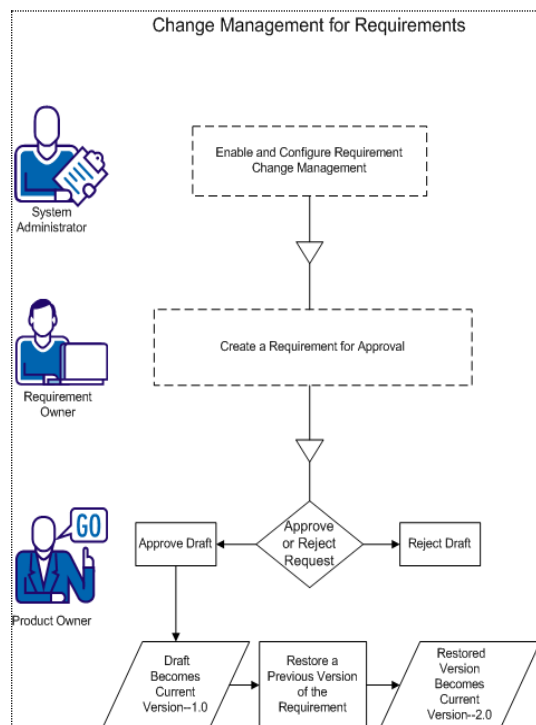 Change Management for Requirements
Enable and Configure Requirement
Change Management
System
Administrator
Create a Requirement for Approval
Requirement
Owner
GO
Approve
or Reject
Request
Approve Draft
Reject Draft
Product Owner
Draft
Becomes
Current
Version--1.0
Restore a
Previous Version
of the
Requirement
Restored
Version
Becomes
Current
Version--2.0